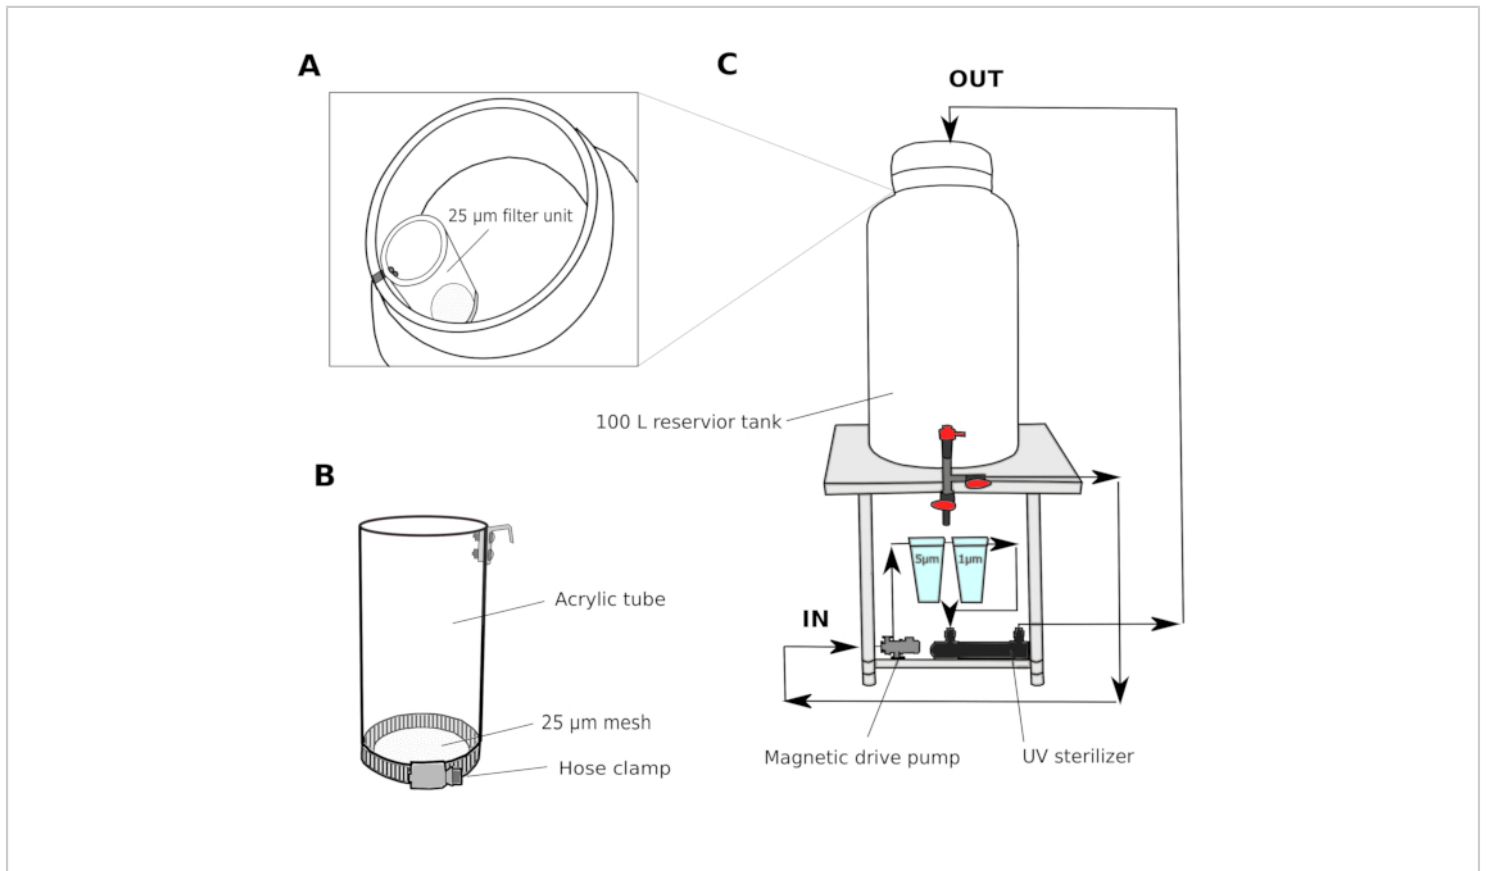 A
25 µm filter unit
B
Acrylic tube
25 µm mesh
Hose clamp
C
OUT
100 L reservior tank
5µm
1µm
IN
Magnetic drive pump
UV sterilizer